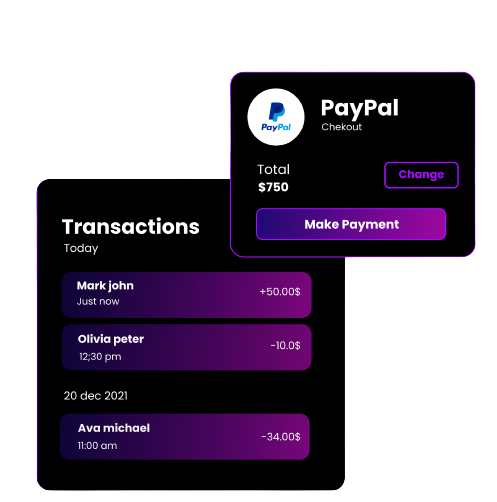 PayPal
PayPal
Chekout
Total
$750
Change
Make Payment
Transactions
Today
Mark john
Just now
+50.00$
Olivia peter
12;30 pm
-10.0$
20 dec 2021
Ava michael
11:00 am
-34.00$